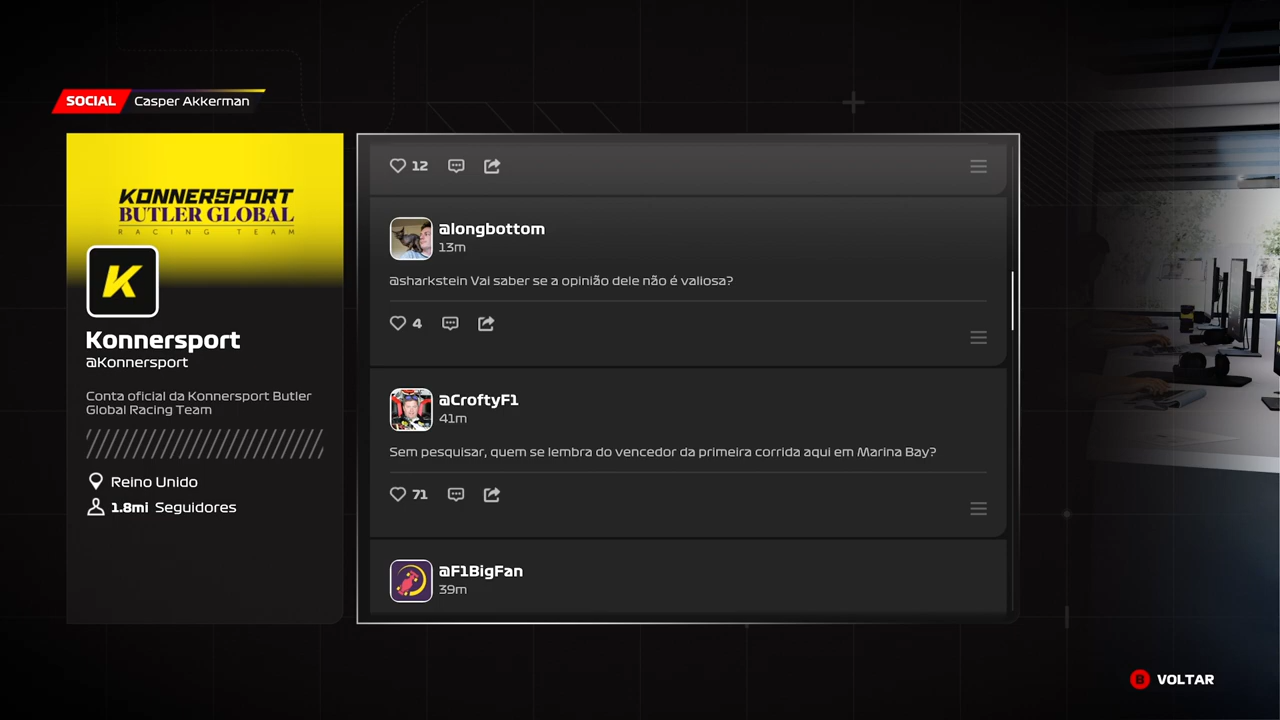 SOCIAL Casper Akkerman
KONNERSPORT
BUTLER GLOBAL
RACING TEAM
K
Konnersport
@Konnersport
Conta oficial da Konnersport Butler
Global Racing Team
Reino Unido
1.8mi Seguidores
12
@longbottom
13m
@sharkstein Vai saber se a opinião dele não é valiosa?
4
@CroftyF1
41m
Sem pesquisar, quem se lembra do vencedor da primeira corrida aqui em Marina Bay?
71
@F1BigFan
39m
B VOLTAR